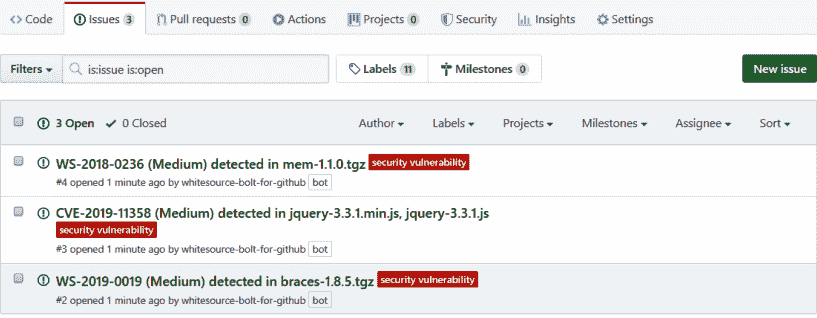 Code Issues 3 Pull requests 0 Actions Projects 0 Security Insights Settings
Filters is:issue is:open Labels 11 Milestones 0 New issue
3 Open 0 Closed Author Labels Projects Milestones Assignee Sort
WS-2018-0236 (Medium) detected in mem-1.1.0.tgz security vulnerability
#4 opened 1 minute ago by whitesource-bolt-for-github bot
CVE-2019-11358 (Medium) detected in jquery-3.3.1.min.js, jquery-3.3.1.js
security vulnerability
#3 opened 1 minute ago by whitesource-bolt-for-github bot
WS-2019-0019 (Medium) detected in braces-1.8.5.tgz security vulnerability
#2 opened 1 minute ago by whitesource-bolt-for-github bot